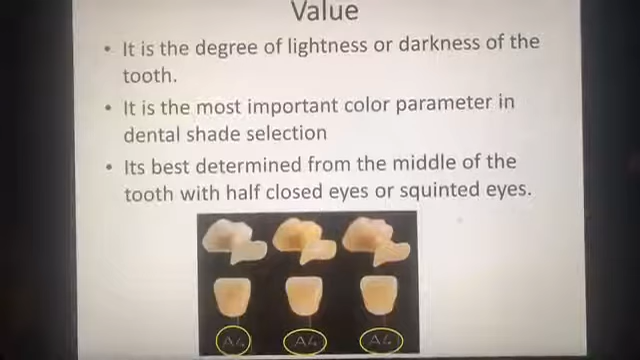 Value
• It is the degree of lightness or darkness of the
tooth.
• It is the most important color parameter in
dental shade selection
• Its best determined from the middle of the
tooth with half closed eyes or squinted eyes.
A4 A4 A4